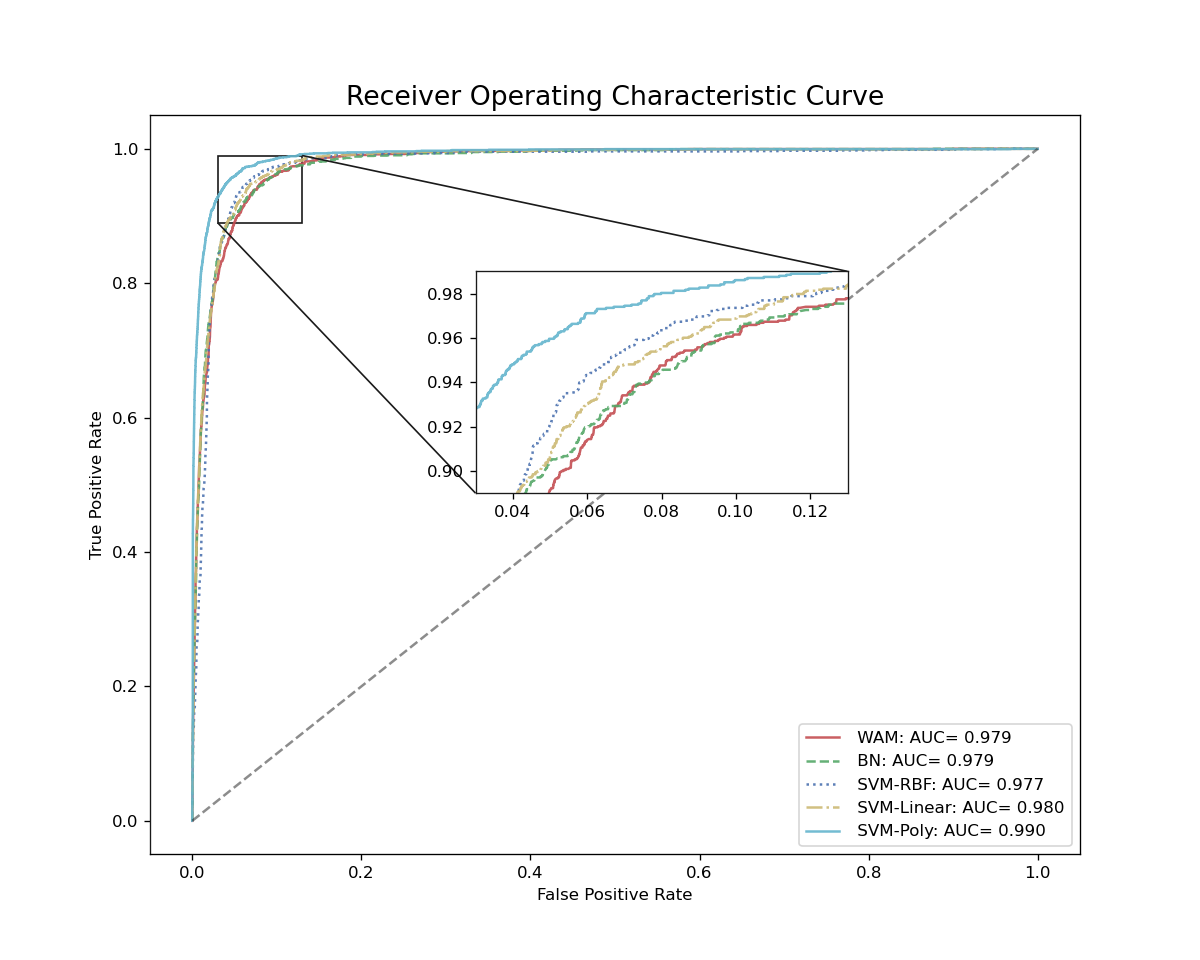 Receiver Operating Characteristic Curve
1.0
0.8
0.6
0.4
0.2
0.0
True Positive Rate
0.98
0.96
0.94
0.92
0.90
0.04 0.06 0.08 0.10 0.12
WAM: AUC= 0.979
BN: AUC= 0.979
SVM-RBF: AUC= 0.977
SVM-Linear: AUC= 0.980
SVM-Poly: AUC= 0.990
0.0 0.2 0.4 0.6 0.8 1.0
False Positive Rate